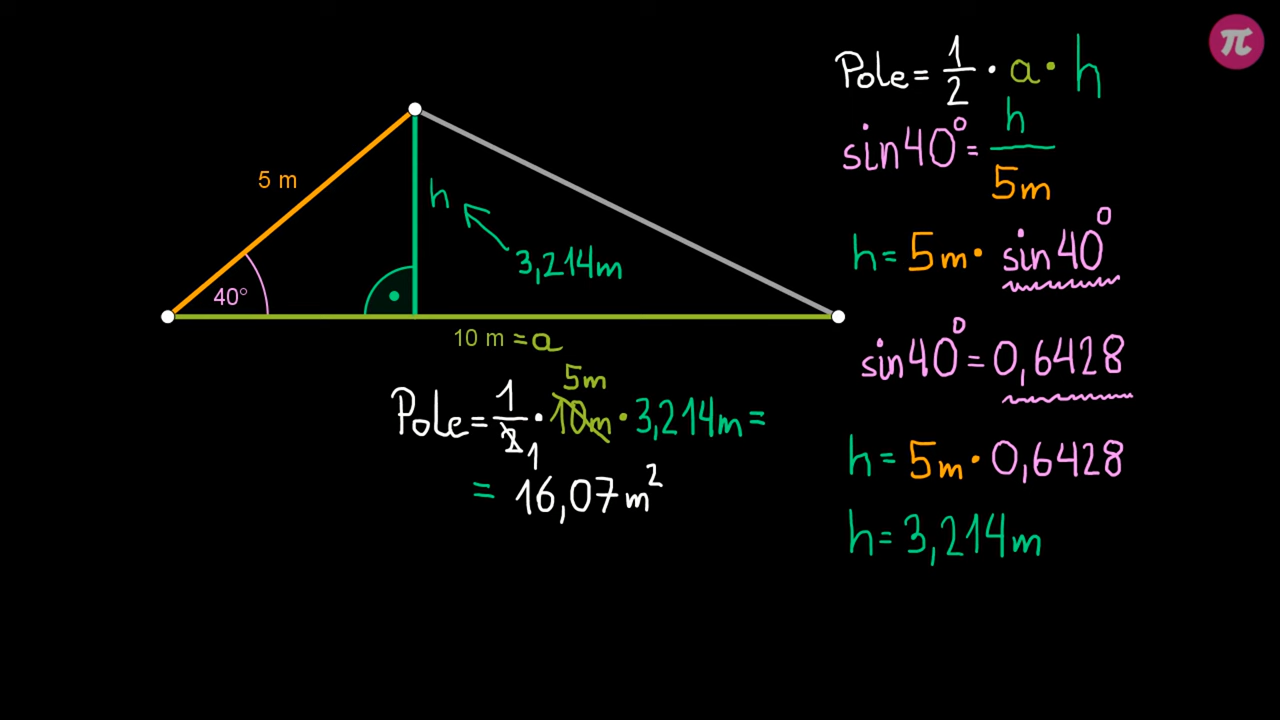 π
Pole = 1/2 · a · h
sin40° = h/5m
5 m
h
h = 5m · sin40°
3,214m
40°
10 m = a
sin40° = 0,6428
5m
Pole = 1/2 1 · 10m · 3,214m =
h = 5m · 0,6428
= 16,07m²
h = 3,214m